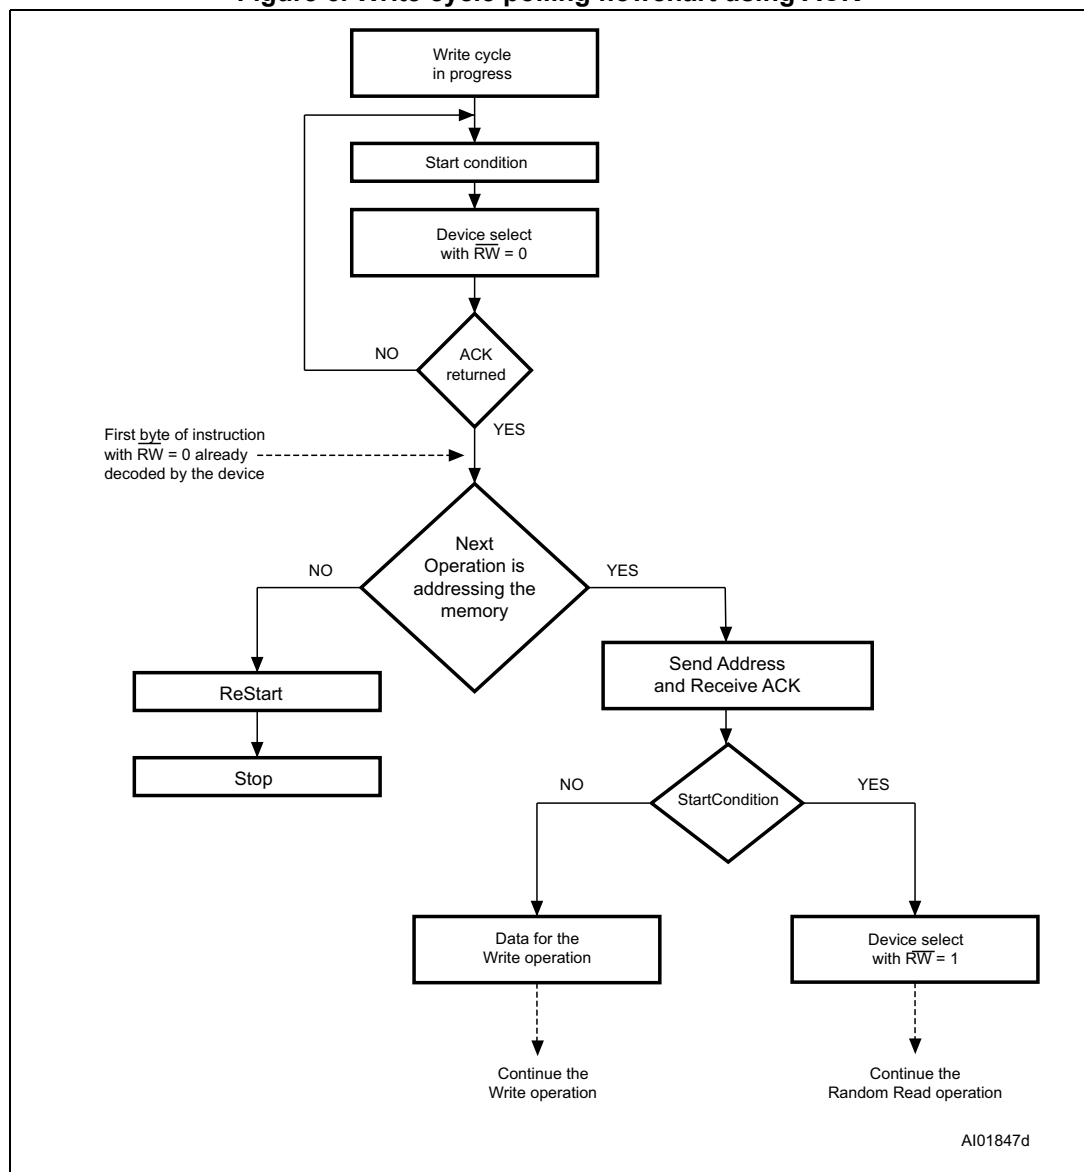 Write cycle
in progress
Start condition
Device select
with R̅W̅ = 0
NO
ACK
returned
YES
First byte of instruction
with R̅W̅ = 0 already
decoded by the device
Next
Operation is
addressing the
memory
NO
YES
ReStart
Send Address
and Receive ACK
Stop
NO
StartCondition
YES
Data for the
Write operation
Device select
with R̅W̅ = 1
Continue the
Write operation
Continue the
Random Read operation
AI01847d